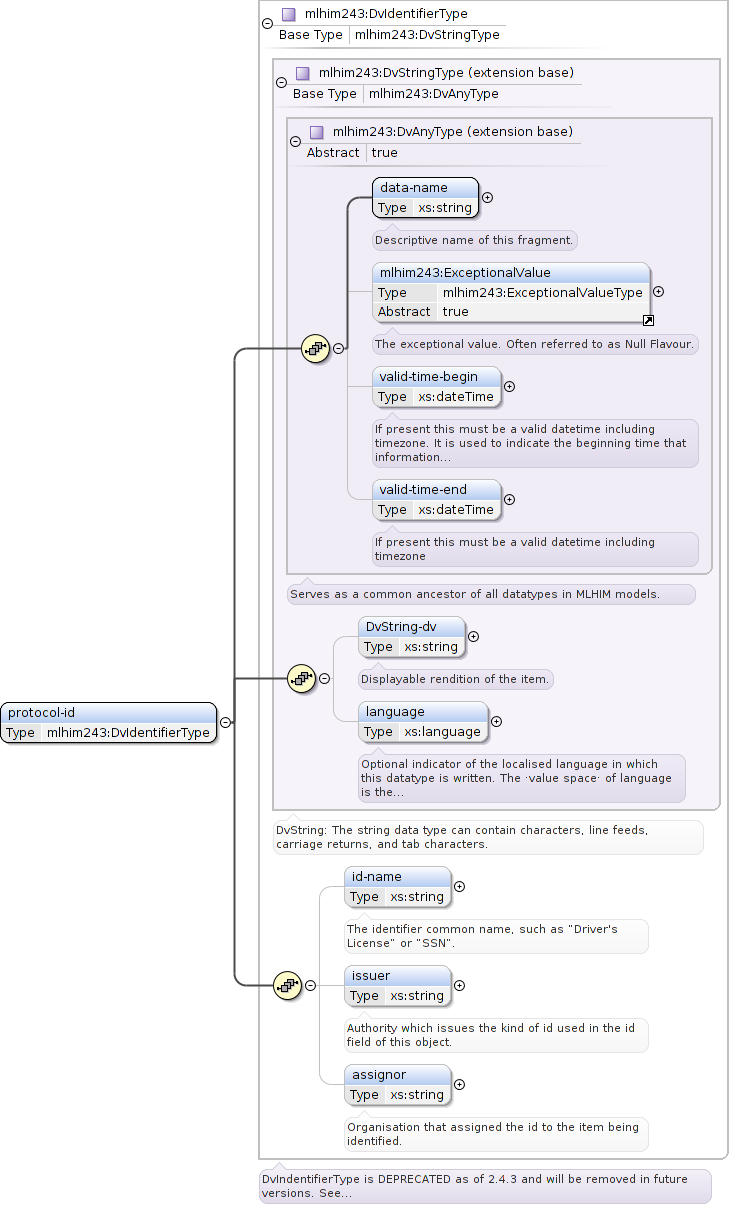 mlhim243:DvIdentifierType
Base Type mlhim243:DvStringType
mlhim243:DvStringType (extension base)
Base Type mlhim243:DvAnyType
mlhim243:DvAnyType (extension base)
Abstract true
data-name
Type xs:string
Descriptive name of this fragment.
mlhim243:ExceptionalValue
Type mlhim243:ExceptionalValueType
Abstract true
The exceptional value. Often referred to as Null Flavour.
valid-time-begin
Type xs:dateTime
If present this must be a valid datetime including
timezone. It is used to indicate the beginning time that
information...
valid-time-end
Type xs:dateTime
If present this must be a valid datetime including
timezone
Serves as a common ancestor of all datatypes in MLHIM models.
DvString-dv
Type xs:string
Displayable rendition of the item.
language
Type xs:language
Optional indicator of the localised language in which
this datatype is written. The ·value space· of language
is the...
protocol-id
Type mlhim243:DvIdentifierType
DvString: The string data type can contain characters, line feeds,
carriage returns, and tab characters.
id-name
Type xs:string
The identifier common name, such as "Driver's
License" or "SSN".
issuer
Type xs:string
Authority which issues the kind of id used in the id
field of this object.
assignor
Type xs:string
Organisation that assigned the id to the item being
identified.
DvIndentifierType is DEPRECATED as of 2.4.3 and will be removed in future
versions. See...